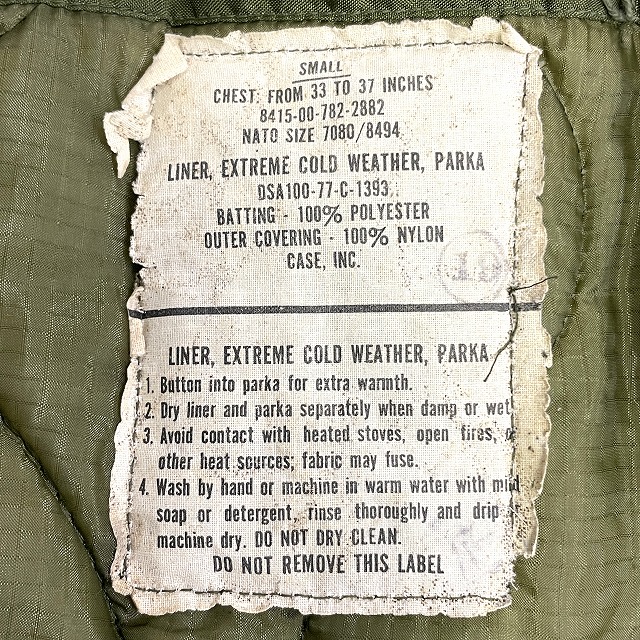 SMALL
CHEST: FROM 33 TO 37 INCHES
8415-00-782-2882
NATO SIZE 7080/8494
LINER, EXTREME COLD WEATHER, PARKA
DSA100-77-C-1393
BATTING - 100% POLYESTER
OUTER COVERING - 100% NYLON
CASE, INC.
LINER, EXTREME COLD WEATHER, PARKA
1. Button into parka for extra warmth.
2. Dry liner and parka separately when damp or wet
3. Avoid contact with heated stoves, open fires,
other heat sources; fabric may fuse.
4. Wash by hand or machine in warm water with mild
soap or detergent, rinse thoroughly and drip
machine dry. DO NOT DRY CLEAN.
DO NOT REMOVE THIS LABEL